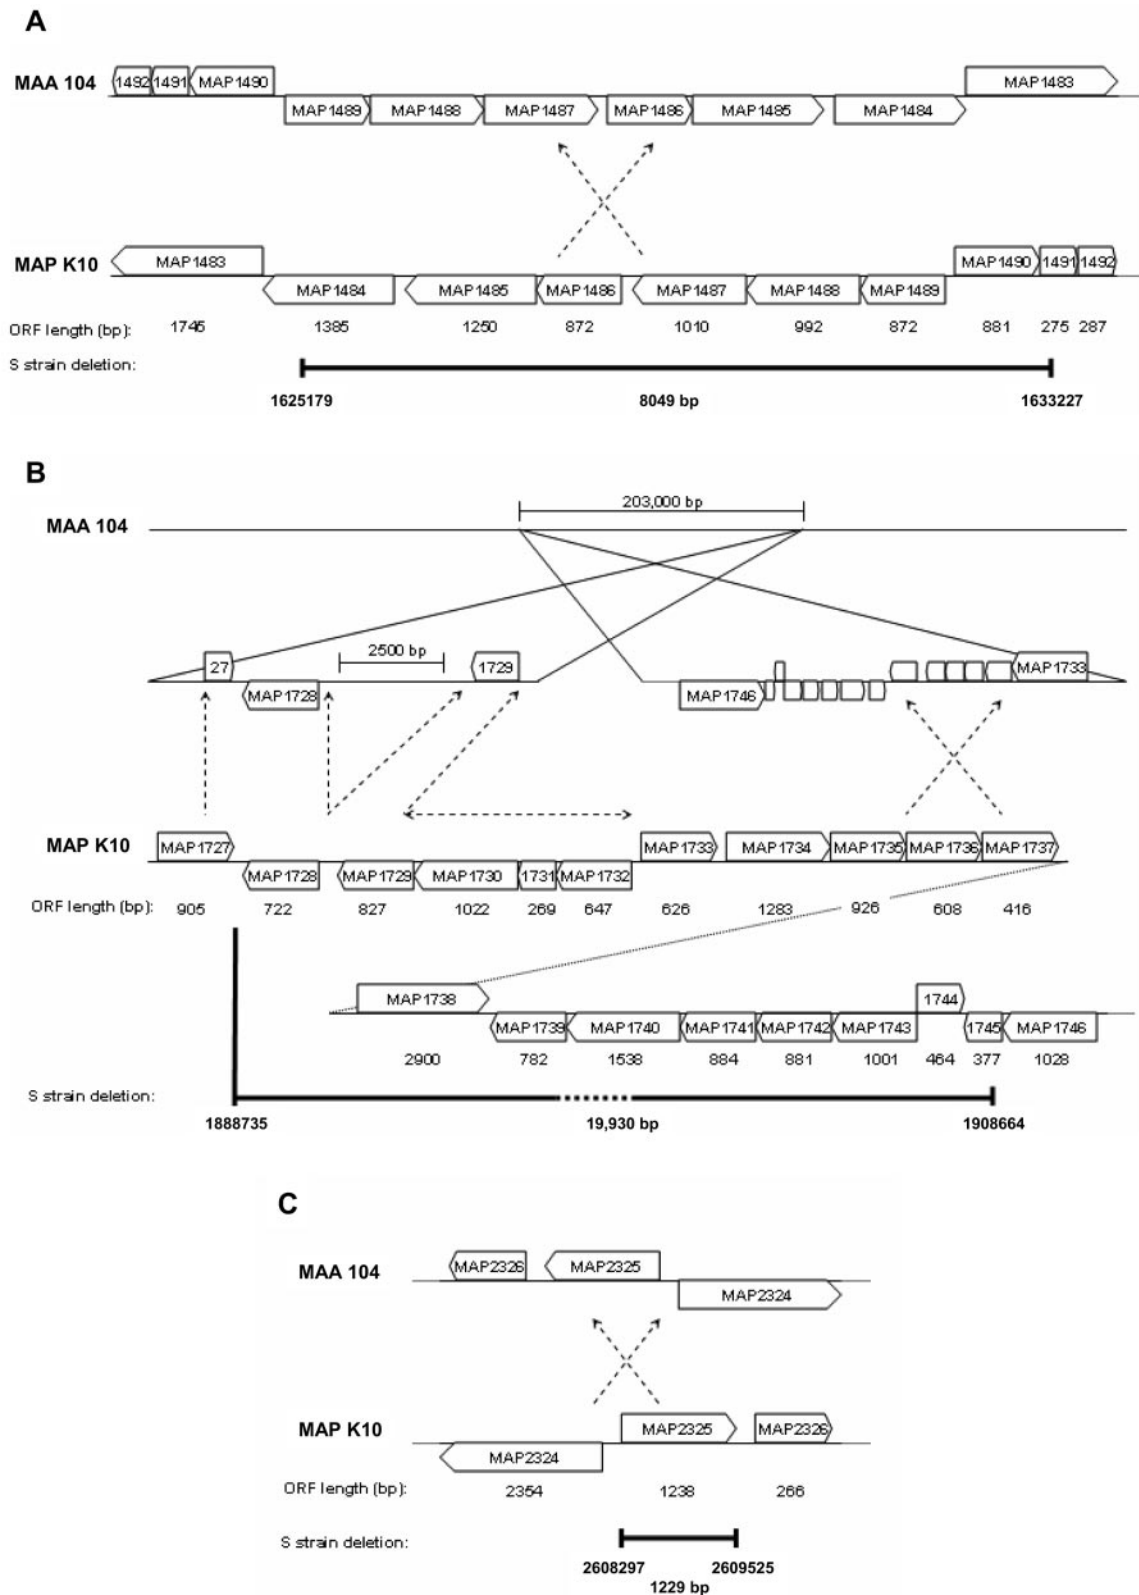 A
MAA 104
1492 1491 MAP1490 MAP1483
MAP1489 MAP1488 MAP1487 MAP1486 MAP1485 MAP1484
MAP K10
MAP1483 MAP1490 1491 1492
MAP1484 MAP1485 MAP1486 MAP1487 MAP1488 MAP1489
ORF length (bp): 1745 1385 1250 872 1010 992 872 881 275 287
S strain deletion:
1625179 8049 bp 1633227
B
203,000 bp
MAA 104
27 2500 bp 1729 MAP1733
MAP1728 MAP1746
MAP K10
MAP1727 MAP1733 MAP1734 MAP1735 MAP1736 MAP1737
MAP1728 MAP1729 MAP1730 1731 MAP1732
ORF length (bp): 905 722 827 1022 269 647 626 1283 926 608 416
MAP1738 1744
MAP1739 MAP1740 MAP1741 MAP1742 MAP1743 1745 MAP1746
2900 782 1538 884 881 1001 464 377 1028
S strain deletion:
1888735 19,930 bp 1908664
C
MAA 104
MAP2326 MAP2325
MAP2324
MAP K10
MAP2325 MAP2326
MAP2324
ORF length (bp): 2354 1238 266
S strain deletion:
2608297 2609525
1229 bp